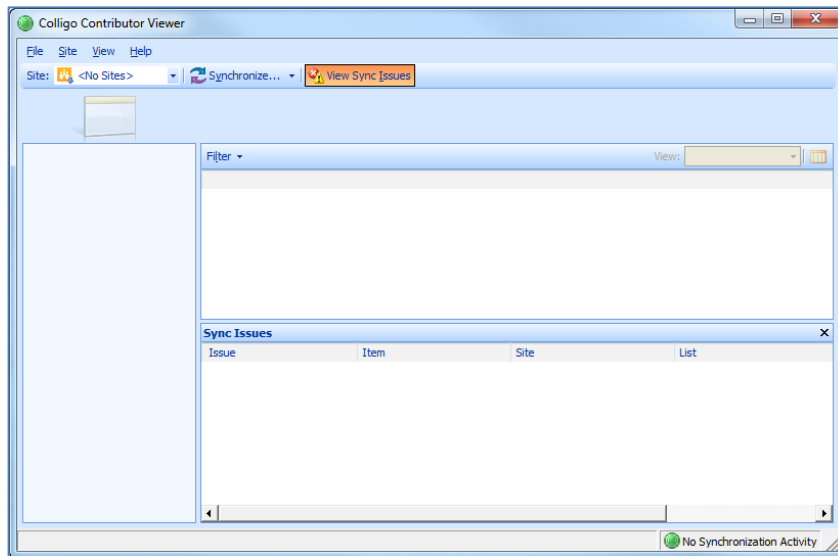 Colligo Contributor Viewer
File Site View Help
Site: <No Sites> Synchronize... View Sync Issues
Filter View:
Sync Issues
Issue Item Site List
No Synchronization Activity